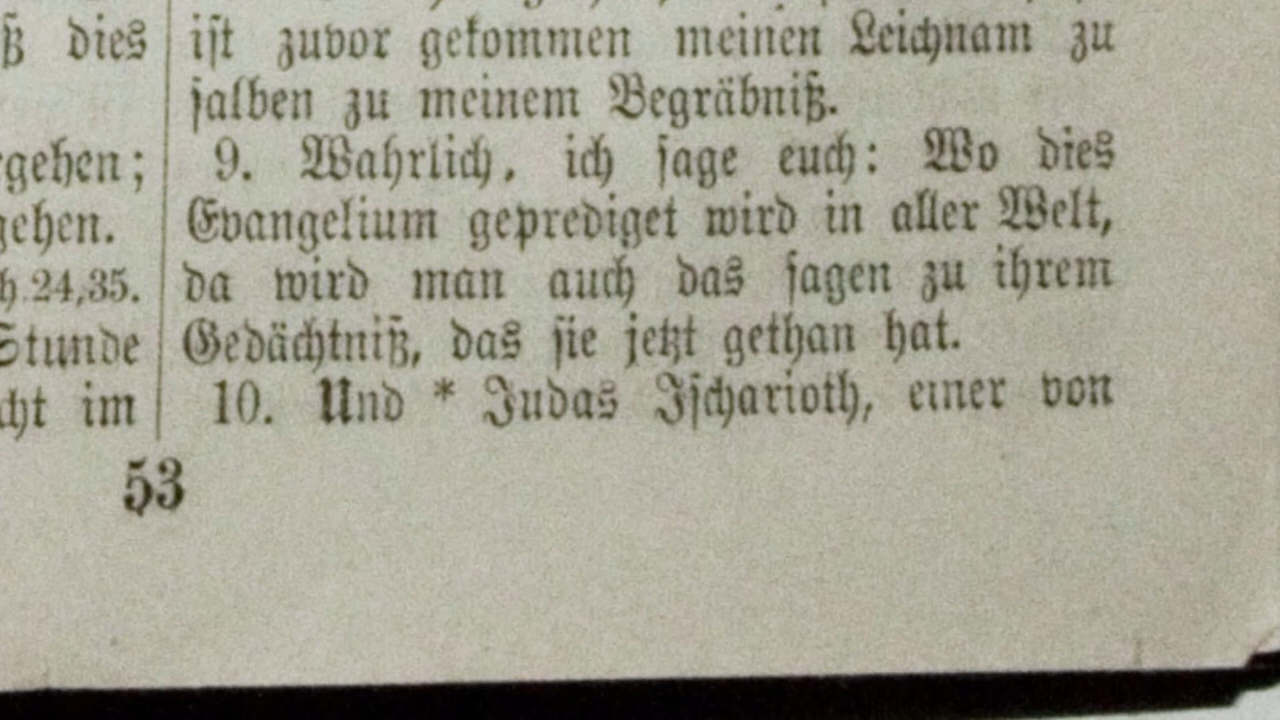 ß dies
gehen;
gehen.
24,35.
Stunde
im
ist zuvor gekommen meinen Leichnam zu
salben zu meinem Begräbniß.
9. Wahrlich, ich sage euch: Wo dies
Evangelium geprediget wird in aller Welt,
da wird man auch das sagen zu ihrem
Gedächtniß, das sie jetzt gethan hat.
10. Und * Judas Ischarioth, einer von
53